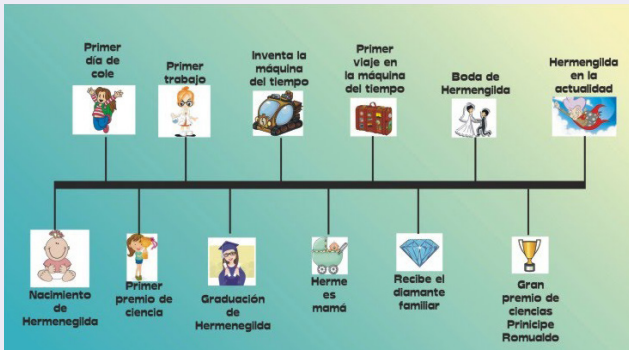 Primer
día de
cole
Primer
trabajo
Inventa la
máquina
del tiempo
Primer
viaje en
la máquina
del tiempo
Boda de
Hermengilda
Hermengilda
en la
actualidad
Nacimiento
de
Hermenegilda
Primer
premio de
ciencia
Graduación
de
Hermenegilda
Herme
es
mamá
Recibe el
diamante
familiar
Gran
premio de
ciencias
Prinicipe
Romualdo